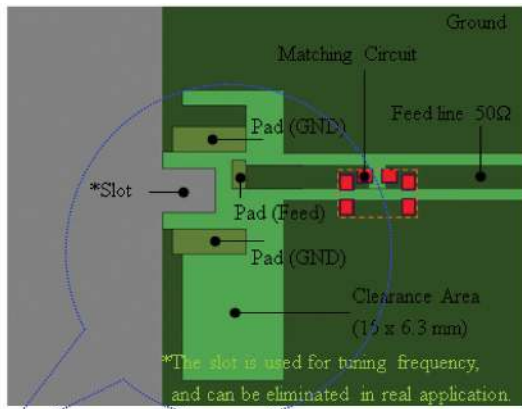 Ground
Matching Circuit
Feed line 50Ω
Pad (GND)
*Slot
Pad (Feed)
Pad (GND)
Clearance Area
(15 x 6.3 mm)
*The slot is used for tuning frequency,
and can be eliminated in real application.